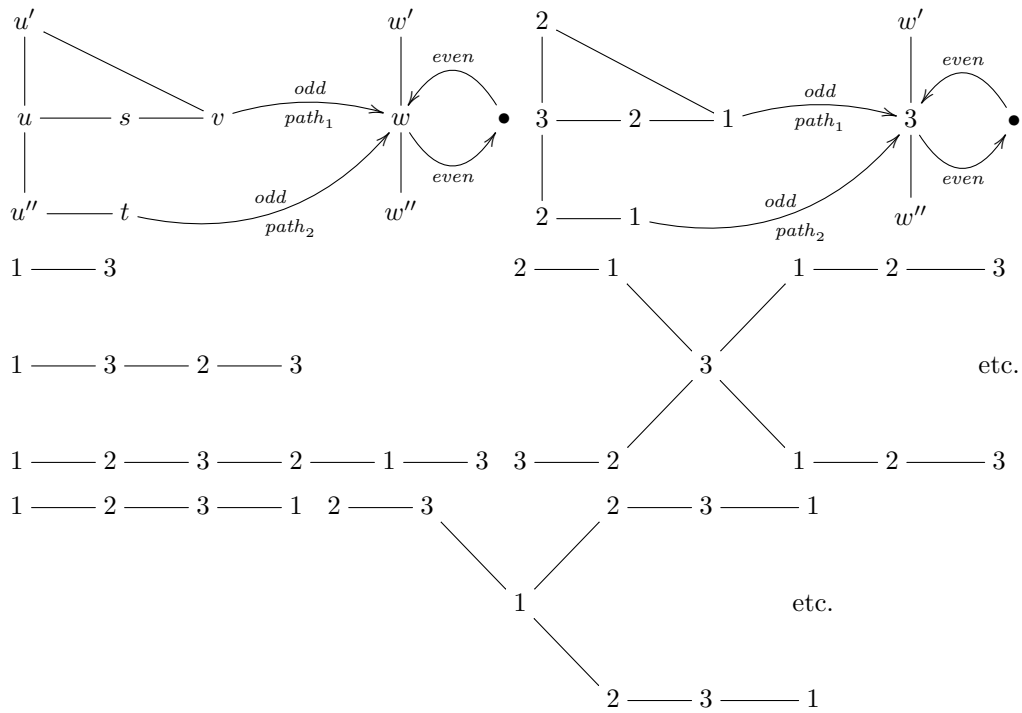 u′ w′ 2 w′
even even
odd odd
u s v w • 3 2 1 3 •
path₁ path₁
even even
odd odd
u″ t w″ 2 1 w″
path₂ path₂
1 3 2 1 1 2 3
1 3 2 3 3 etc.
1 2 3 2 1 3 3 2 1 2 3
1 2 3 1 2 3 2 3 1
1 etc.
2 3 1